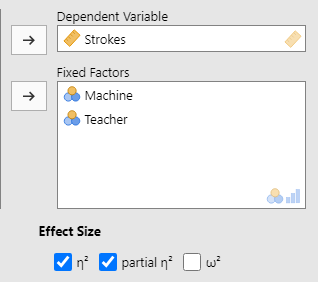 Dependent Variable
Strokes
Fixed Factors
Machine
Teacher
Effect Size
η² partial η² ω²